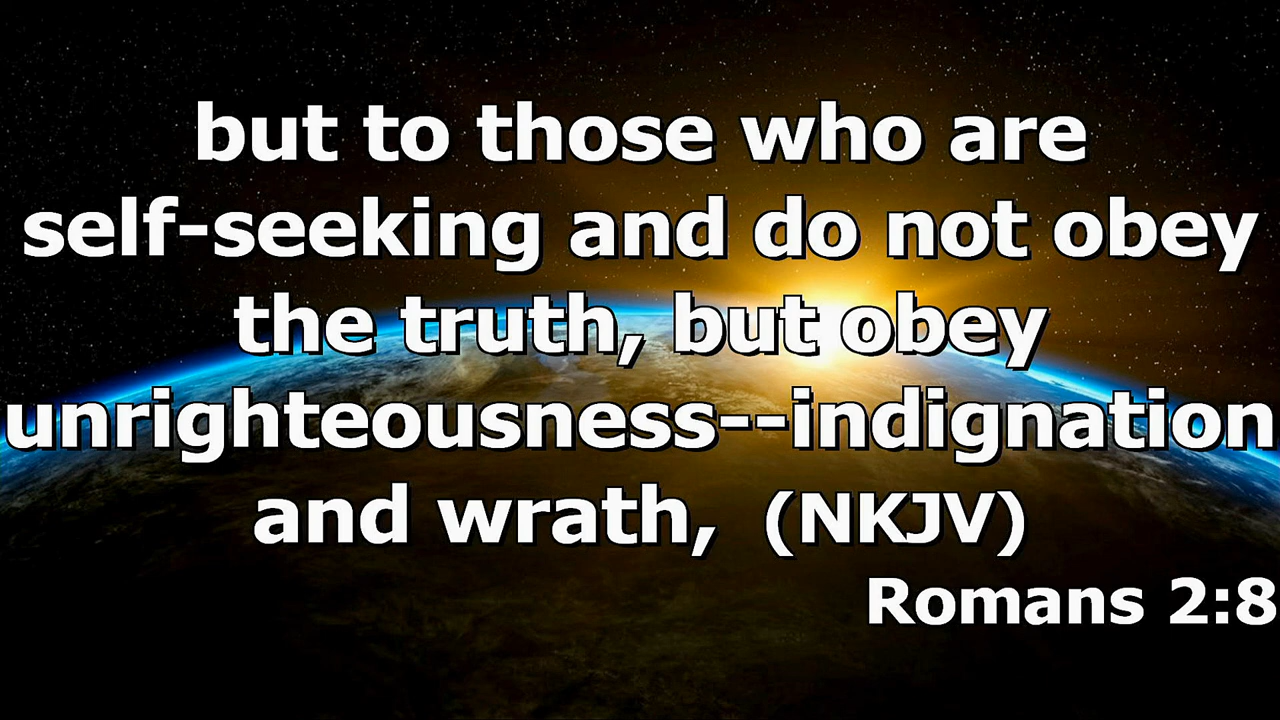 but to those who are
self-seeking and do not obey
the truth, but obey
unrighteousness--indignation
and wrath,  (NKJV)
Romans 2:8